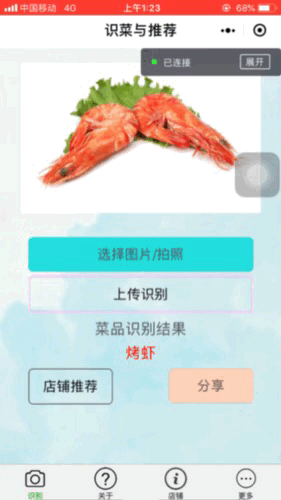 中国移动 4G 上午1:23 68%
识菜与推荐
已连接 展开
选择图片/拍照
上传识别
菜品识别结果
烤虾
店铺推荐 分享
识别 关于 店铺 更多